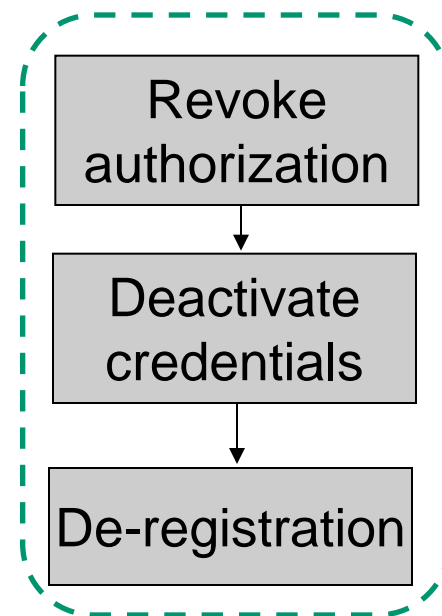 Revoke
authorization
Deactivate
credentials
De-registration